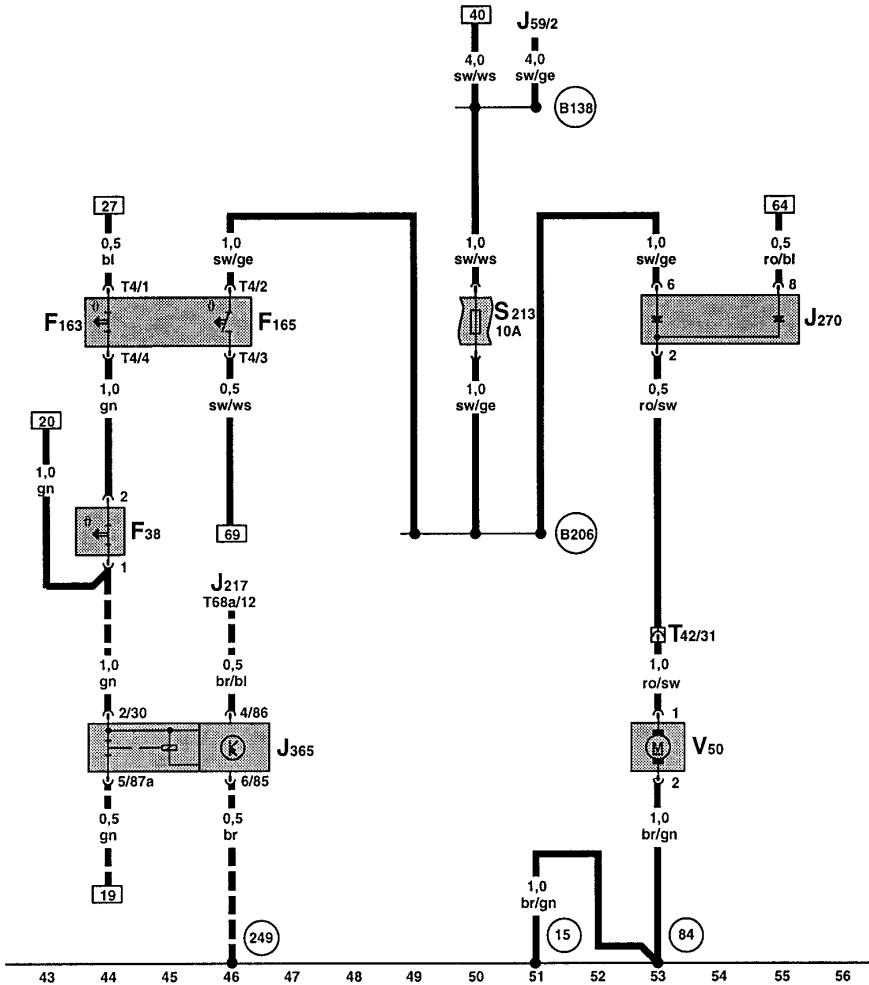 40
J59/2
4,0
sw/ws
4,0
sw/ge
B138
27
64
0,5
bl
1,0
sw/ge
1,0
sw/ws
1,0
sw/ge
0,5
ro/bl
T4/1
T4/2
6
8
F163
F165
S213
10A
J270
T4/4
T4/3
2
1,0
gn
0,5
sw/ws
1,0
sw/ge
0,5
ro/sw
20
1,0
gn
2
F38
69
B206
1
J217
T68a/12
T42/31
1,0
gn
0,5
br/bl
1,0
ro/sw
2/30
4/86
1
J365
M
V50
5/87a
6/85
2
0,5
gn
0,5
br
1,0
br/gn
1,0
br/gn
19
249
15
84
43 44 45 46 47 48 49 50 51 52 53 54 55 56